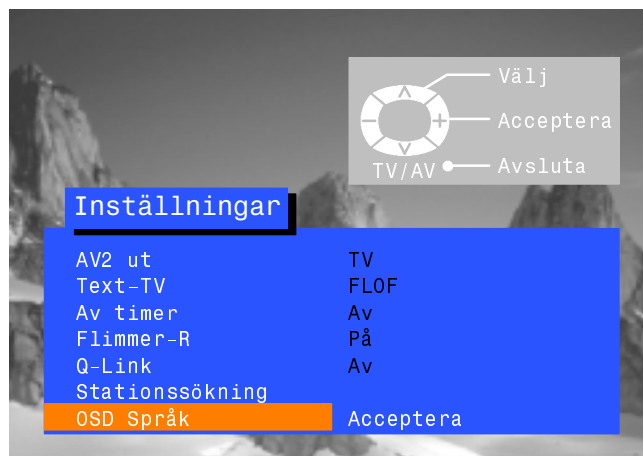 Välj
Acceptera
TV/AV Avsluta
Inställningar
AV2 ut TV
Text-TV FLOF
Av timer Av
Flimmer-R På
Q-Link Av
Stationssökning
OSD Språk Acceptera